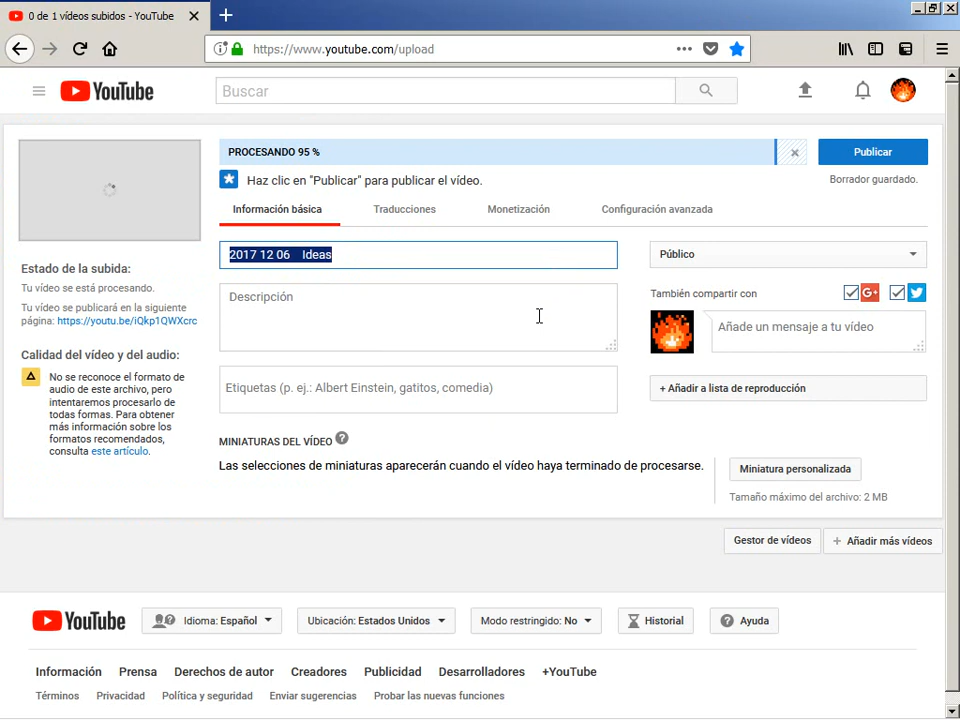 0 de 1 vídeos subidos - YouTube
https://www.youtube.com/upload
YouTube
Buscar
PROCESANDO 95 %
Publicar
Haz clic en "Publicar" para publicar el vídeo.
Borrador guardado.
Información básica
Traducciones
Monetización
Configuración avanzada
2017 12 06    Ideas
Público
Estado de la subida:
Tu vídeo se está procesando.
Tu vídeo se publicará en la siguiente
página: https://youtu.be/iQkp1QWXcrc
Descripción
También compartir con
G+
Añade un mensaje a tu vídeo
Calidad del vídeo y del audio:
No se reconoce el formato de
audio de este archivo, pero
intentaremos procesarlo de
todas formas. Para obtener
más información sobre los
formatos recomendados,
consulta este artículo.
Etiquetas (p. ej.: Albert Einstein, gatitos, comedia)
+ Añadir a lista de reproducción
MINIATURAS DEL VÍDEO ?
Las selecciones de miniaturas aparecerán cuando el vídeo haya terminado de procesarse.
Miniatura personalizada
Tamaño máximo del archivo: 2 MB
Gestor de vídeos
+ Añadir más vídeos
YouTube
Idioma: Español
Ubicación: Estados Unidos
Modo restringido: No
Historial
? Ayuda
Información
Prensa
Derechos de autor
Creadores
Publicidad
Desarrolladores
+YouTube
Términos
Privacidad
Política y seguridad
Enviar sugerencias
Probar las nuevas funciones